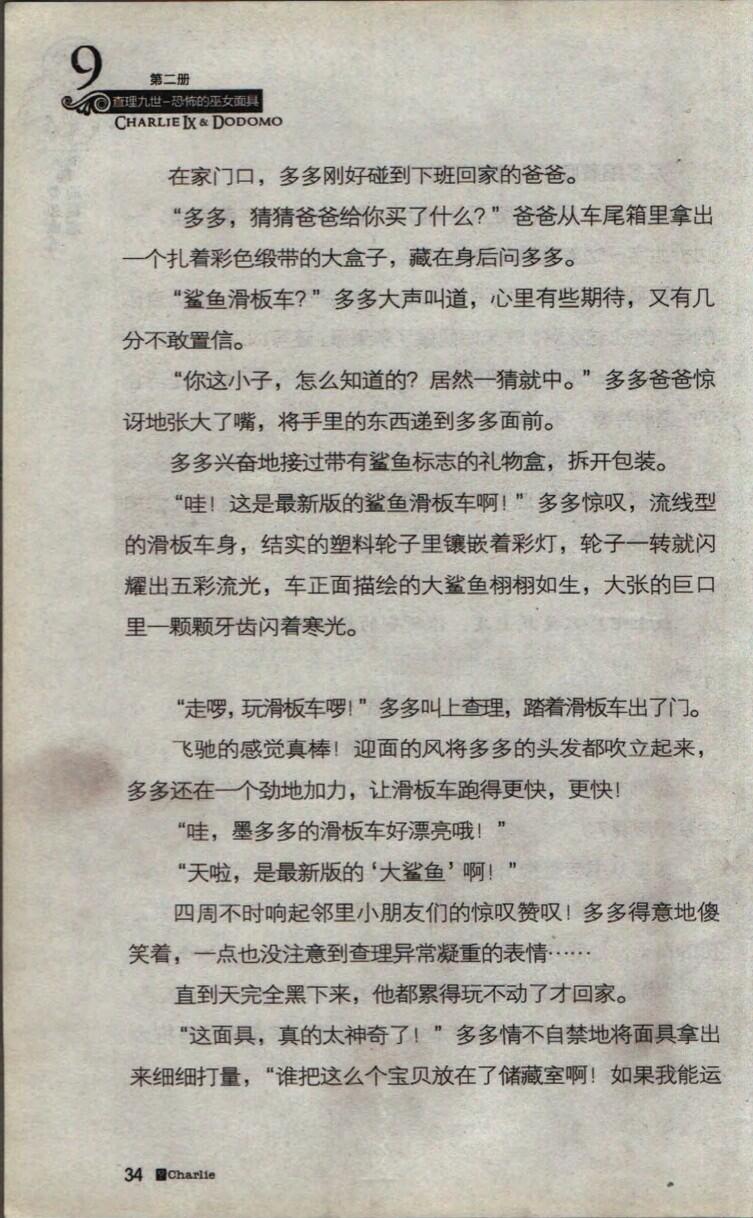 9
第二册
查理九世-恐怖的巫女面具
CHARLIE IX & DODOMO
在家门口，多多刚好碰到下班回家的爸爸。
“多多，猜猜爸爸给你买了什么？”爸爸从车尾箱里拿出
一个扎着彩色缎带的大盒子，藏在身后问多多。
“鲨鱼滑板车？”多多大声叫道，心里有些期待，又有几
分不敢置信。
“你这小子，怎么知道的？居然一猜就中。”多多爸爸惊
讶地张大了嘴，将手里的东西递到多多面前。
多多兴奋地接过带有鲨鱼标志的礼物盒，拆开包装。
“哇！这是最新版的鲨鱼滑板车啊！”多多惊叹，流线型
的滑板车身，结实的塑料轮子里镶嵌着彩灯，轮子一转就闪
耀出五彩流光，车正面描绘的大鲨鱼栩栩如生，大张的巨口
里一颗颗牙齿闪着寒光。
“走啰，玩滑板车啰！”多多叫上查理，踏着滑板车出了门。
飞驰的感觉真棒！迎面的风将多多的头发都吹立起来，
多多还在一个劲地加力，让滑板车跑得更快，更快！
“哇，墨多多的滑板车好漂亮哦！”
“天啦，是最新版的‘大鲨鱼’啊！”
四周不时响起邻里小朋友们的惊叹赞叹！多多得意地傻
笑着，一点也没注意到查理异常凝重的表情……
直到天完全黑下来，他都累得玩不动了才回家。
“这面具，真的太神奇了！”多多情不自禁地将面具拿出
来细细打量，“谁把这么个宝贝放在了储藏室啊！如果我能运
34 Charlie